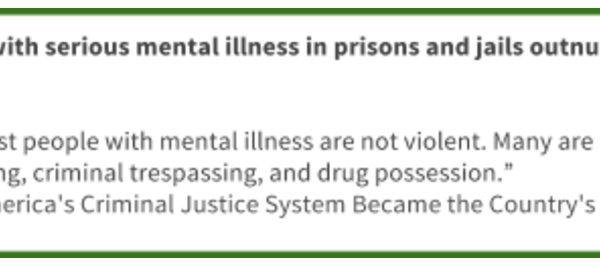 with serious mental illness in prisons and jails outnu
st people with mental illness are not violent. Many are
ng, criminal trespassing, and drug possession.”
erica's Criminal Justice System Became the Country's